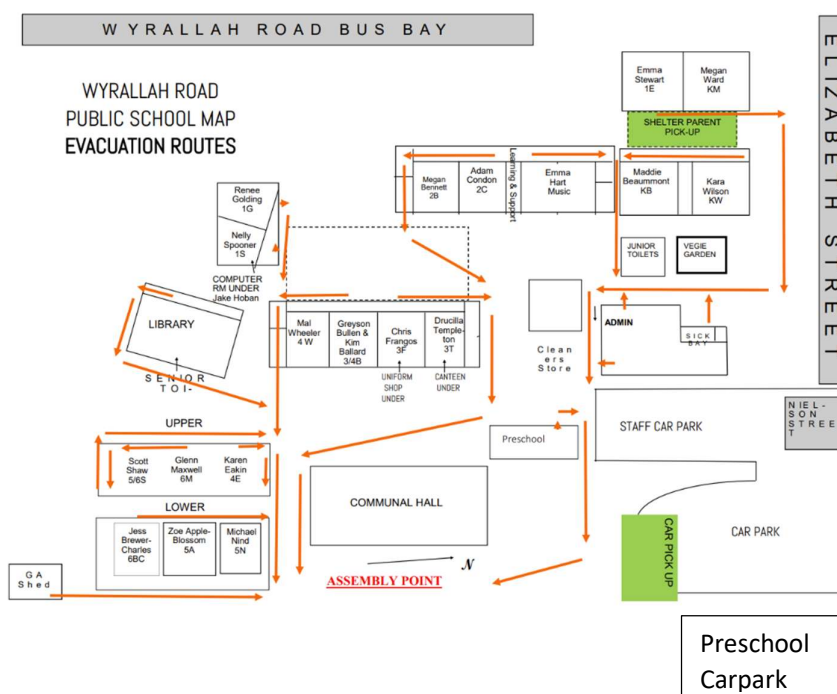 WYRALLAH ROAD BUS BAY
ELIZABETH STREET
WYRALLAH ROAD
PUBLIC SCHOOL MAP
EVACUATION ROUTES
Emma
Stewart
1E
Megan
Ward
KM
SHELTER PARENT
PICK-UP
Megan
Bennett
2B
Adam
Condon
2C
Learning & Support
Emma
Hart
Music
Maddie
Beaummont
KB
Kara
Wilson
KW
Renee
Golding
1G
Nelly
Spooner
1S
COMPUTER
RM UNDER
Jake Hoban
JUNIOR
TOILETS
VEGIE
GARDEN
LIBRARY
SENIOR
TOI-
Mal
Wheeler
4 W
Greyson
Bullen &
Kim
Ballard
3/4B
Chris
Frangos
3F
Drucilla
Temple-
ton
3T
UNIFORM
SHOP
UNDER
CANTEEN
UNDER
Clean
ers
Store
ADMIN
SICK
BAY
NIEL-
SON
STREE
T
STAFF CAR PARK
UPPER
Scott
Shaw
5/6S
Glenn
Maxwell
6M
Karen
Eakin
4E
Preschool
LOWER
Jess
Brewer-
Charles
6BC
Zoe Apple-
Blossom
5A
Michael
Nind
5N
COMMUNAL HALL
CAR PARK
CAR PICK UP
GA
Shed
N
ASSEMBLY POINT
Preschool
Carpark